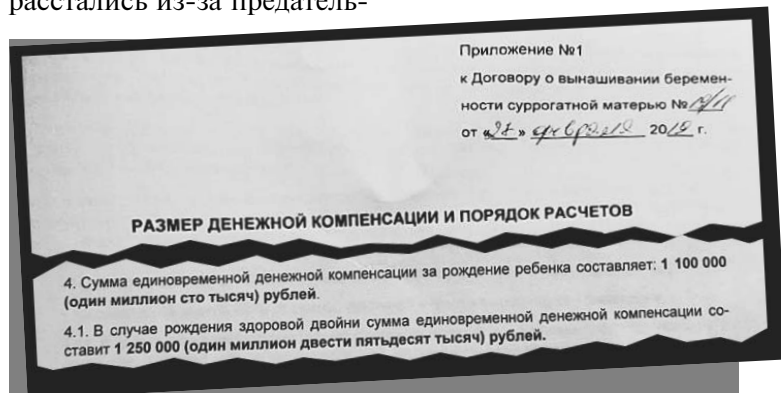 расстались из-за предатель-
Приложение №1
к Договору о вынашивании беремен-
ности суррогатной матерью №
от « » февраля 20 г.
РАЗМЕР ДЕНЕЖНОЙ КОМПЕНСАЦИИ И ПОРЯДОК РАСЧЕТОВ
4. Сумма единовременной денежной компенсации за рождение ребенка составляет: 1 100 000
(один миллион сто тысяч) рублей.
4.1. В случае рождения здоровой двойни сумма единовременной денежной компенсации со-
ставит 1 250 000 (один миллион двести пятьдесят тысяч) рублей.